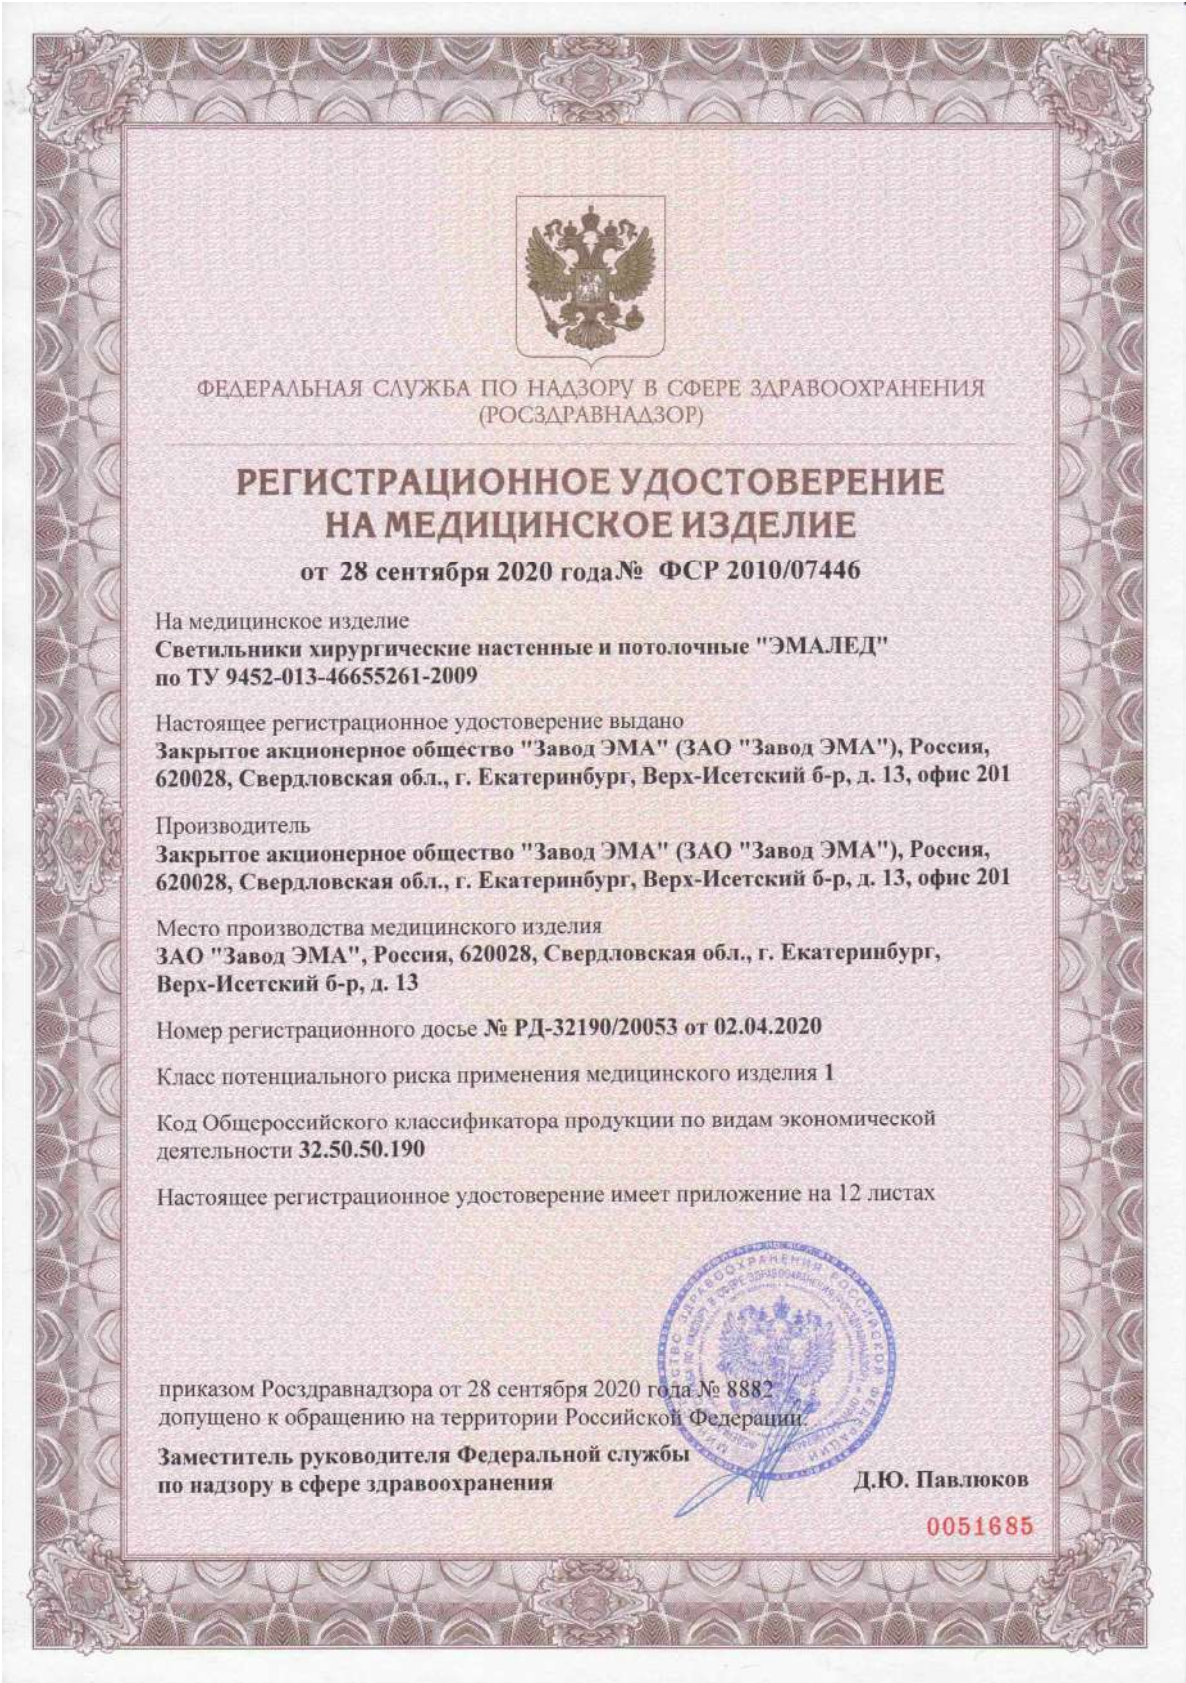 ФЕДЕРАЛЬНАЯ СЛУЖБА ПО НАДЗОРУ В СФЕРЕ ЗДРАВООХРАНЕНИЯ
(РОСЗДРАВНАДЗОР)
РЕГИСТРАЦИОННОЕ УДОСТОВЕРЕНИЕ
НА МЕДИЦИНСКОЕ ИЗДЕЛИЕ
от 28 сентября 2020 года№ ФСР 2010/07446
На медицинское изделие
Светильники хирургические настенные и потолочные "ЭМАЛЕД"
по ТУ 9452-013-46655261-2009
Настоящее регистрационное удостоверение выдано
Закрытое акционерное общество "Завод ЭМА" (ЗАО "Завод ЭМА"), Россия,
620028, Свердловская обл., г. Екатеринбург, Верх-Исетский б-р, д. 13, офис 201
Производитель
Закрытое акционерное общество "Завод ЭМА" (ЗАО "Завод ЭМА"), Россия,
620028, Свердловская обл., г. Екатеринбург, Верх-Исетский б-р, д. 13, офис 201
Место производства медицинского изделия
ЗАО "Завод ЭМА", Россия, 620028, Свердловская обл., г. Екатеринбург,
Верх-Исетский б-р, д. 13
Номер регистрационного досье № РД-32190/20053 от 02.04.2020
Класс потенциального риска применения медицинского изделия 1
Код Общероссийского классификатора продукции по видам экономической
деятельности 32.50.50.190
Настоящее регистрационное удостоверение имеет приложение на 12 листах
приказом Росздравнадзора от 28 сентября 2020 года № 8882
допущено к обращению на территории Российской Федерации.
Заместитель руководителя Федеральной службы
по надзору в сфере здравоохранения
Д.Ю. Павлюков
0051685